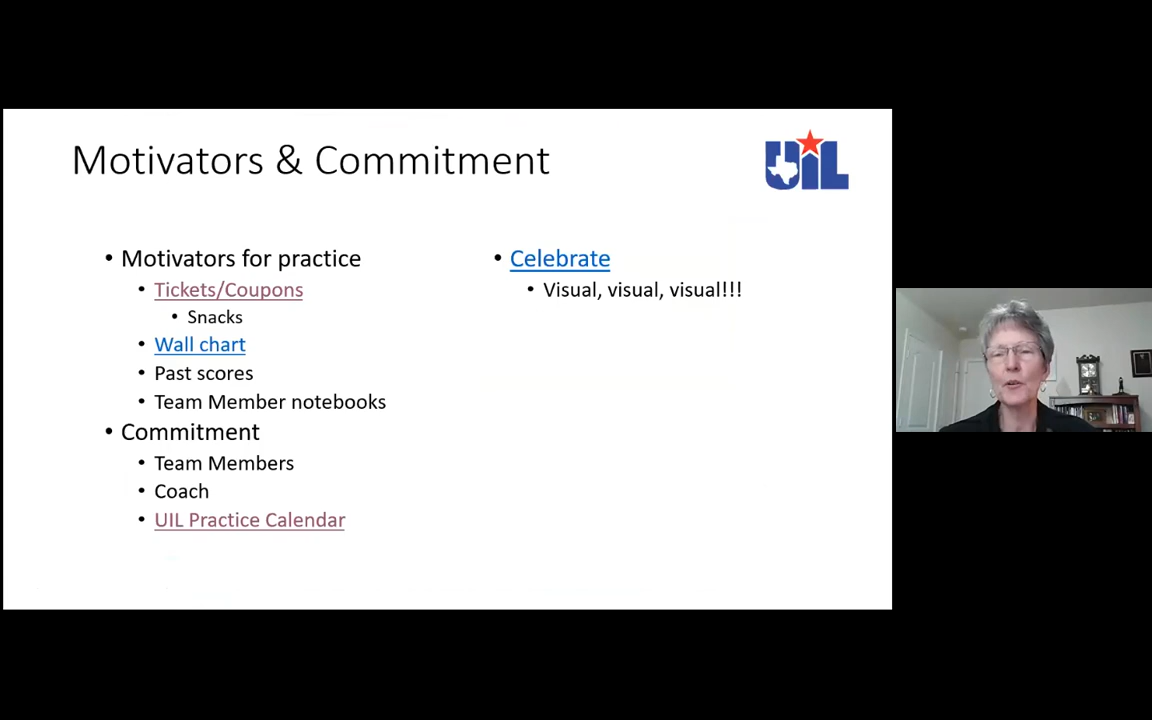 Motivators & Commitment
UIL
• Motivators for practice
• Tickets/Coupons
• Snacks
• Wall chart
• Past scores
• Team Member notebooks
• Commitment
• Team Members
• Coach
• UIL Practice Calendar
• Celebrate
• Visual, visual, visual!!!